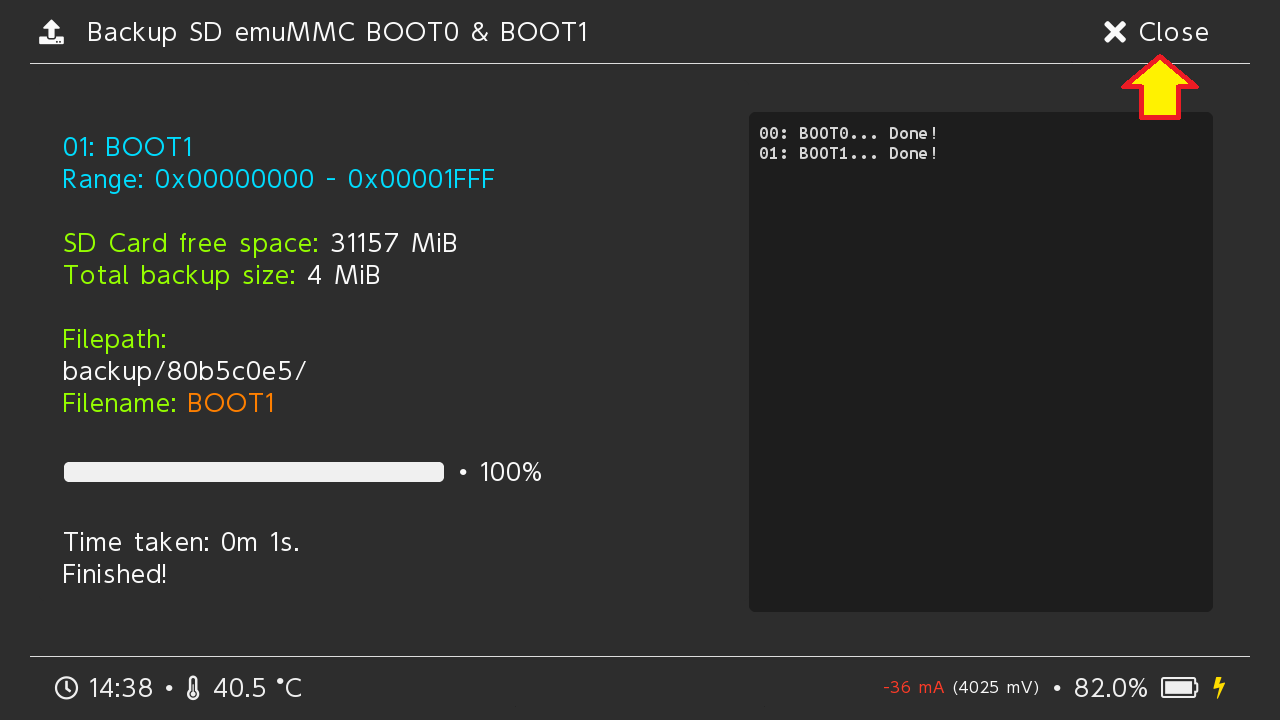 Backup SD emuMMC BOOT0 & BOOT1
Close
01: BOOT1
Range: 0x00000000 - 0x00001FFF
SD Card free space: 31157 MiB
Total backup size: 4 MiB
Filepath:
backup/80b5c0e5/
Filename: BOOT1
• 100%
Time taken: 0m 1s.
Finished!
00: BOOT0... Done!
01: BOOT1... Done!
14:38 • 40.5 °C
-36 mA (4025 mV) • 82.0%